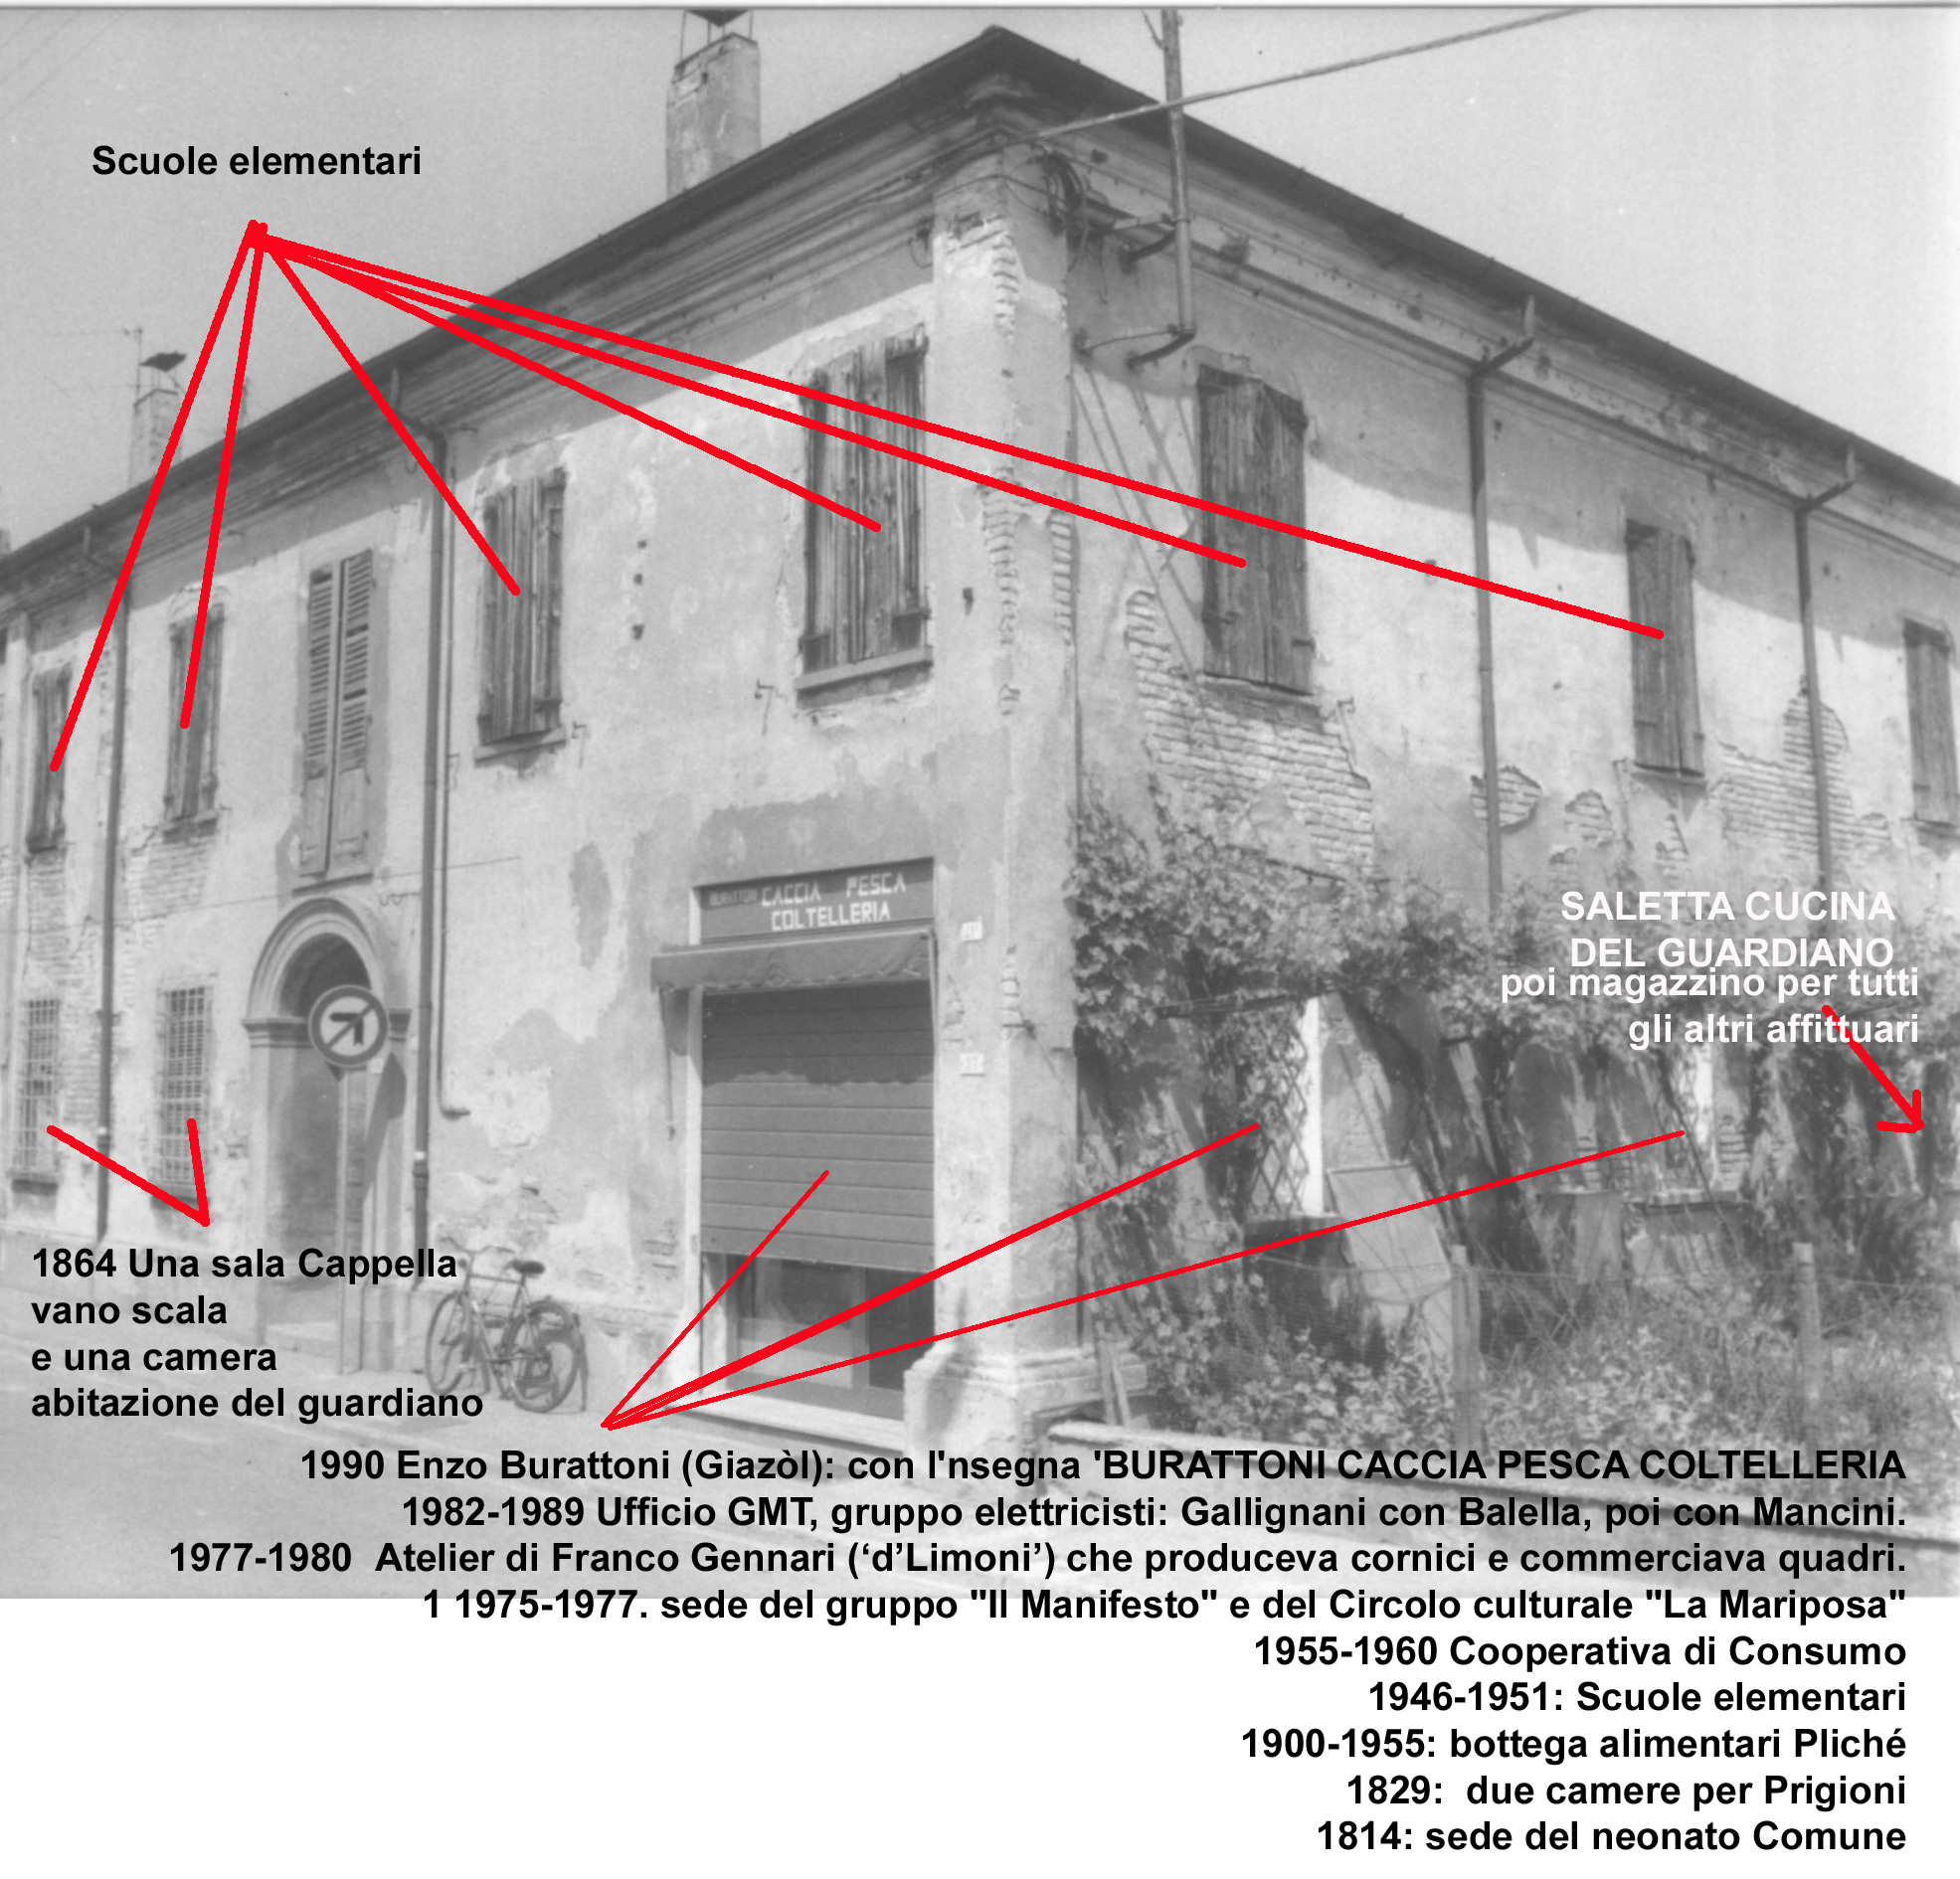 Scuole elementari
BURATTONI CACCIA PESCA
COLTELLERIA
SALETTA CUCINA
DEL GUARDIANO
poi magazzino per tutti
gli altri affittuari
1864 Una sala Cappella
vano scala
e una camera
abitazione del guardiano
1990 Enzo Burattoni (Giazòl): con l'nsegna 'BURATTONI CACCIA PESCA COLTELLERIA
1982-1989 Ufficio GMT, gruppo elettricisti: Gallignani con Balella, poi con Mancini.
1977-1980  Atelier di Franco Gennari (‘d’Limoni’) che produceva cornici e commerciava quadri.
1 1975-1977. sede del gruppo "Il Manifesto" e del Circolo culturale "La Mariposa"
1955-1960 Cooperativa di Consumo
1946-1951: Scuole elementari
1900-1955: bottega alimentari Pliché
1829:  due camere per Prigioni
1814: sede del neonato Comune